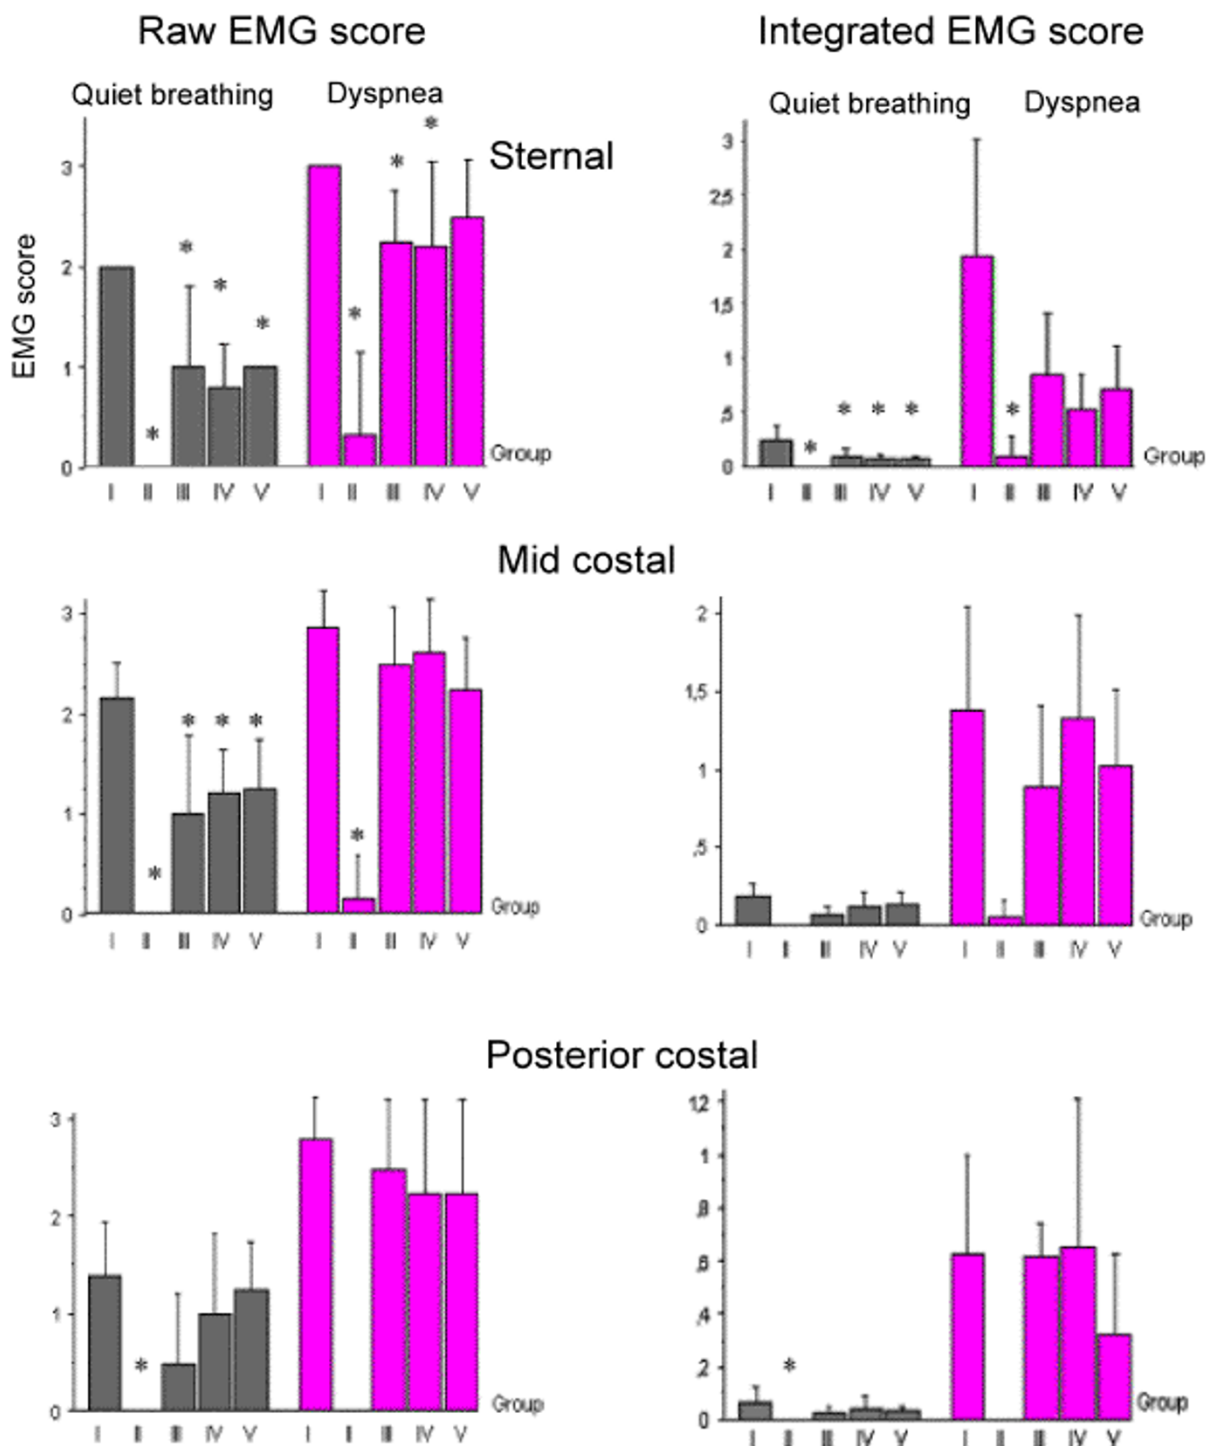 Raw EMG score Integrated EMG score
Quiet breathing Dyspnea Quiet breathing Dyspnea
Sternal
EMG score
3
2
1
0
* * * * * * *
I II III IV V I II III IV V Group
3
2,5
2
1,5
1
,5
0
* * * * *
I II III IV V I II III IV V Group
Mid costal
3
2
1
0
* * * * *
I II III IV V I II III IV V Group
2
1,5
1
,5
0
I II III IV V I II III IV V Group
Posterior costal
3
2
1
0
*
I II III IV V I II III IV V Group
1,2
1
,8
,6
,4
,2
0
*
I II III IV V I II III IV V Group